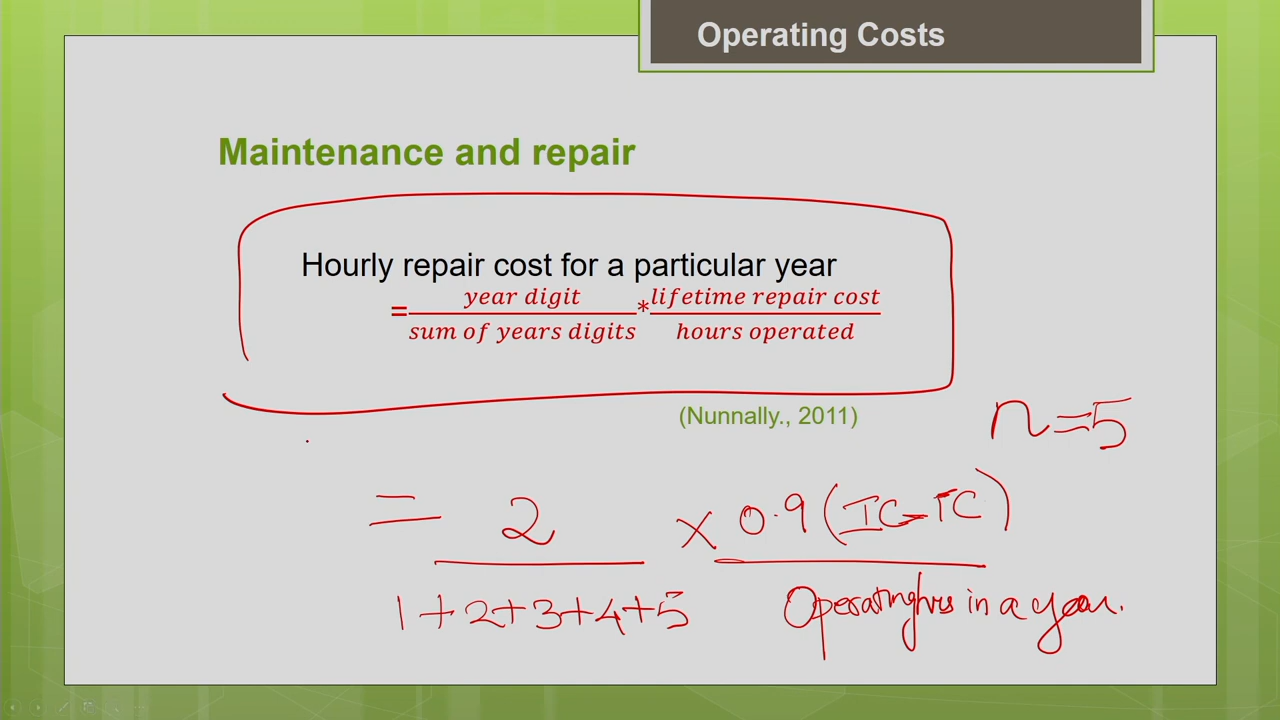 Operating Costs
Maintenance and repair
Hourly repair cost for a particular year
= year digit / sum of years digits * lifetime repair cost / hours operated
(Nunnally., 2011)
n=5
= 2 / 1+2+3+4+5 × 0.9 (IC-TC) / Operating hrs in a year.